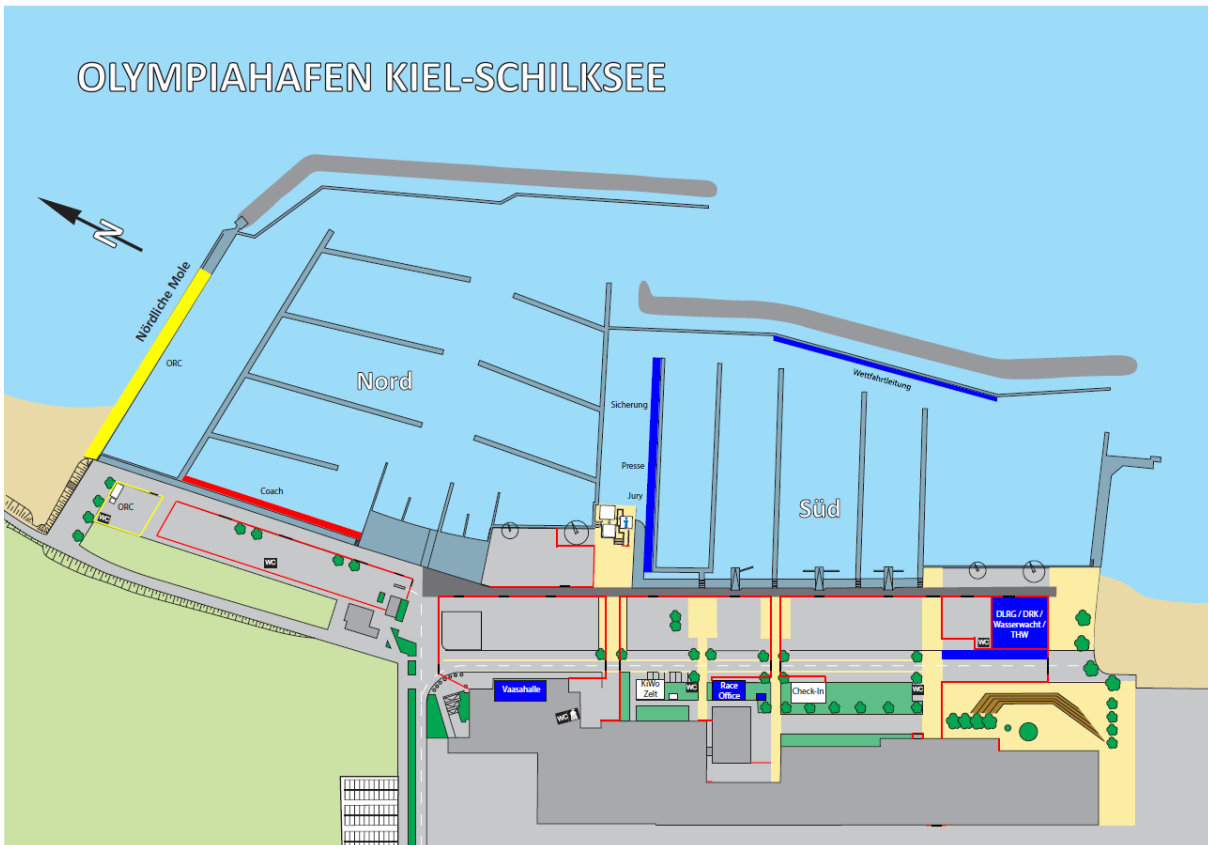 OLYMPIAHAFEN KIEL-SCHILKSEE
N
Nördliche Mole
ORC
Nord
Wettfahrtleitung
Sicherung
Presse
Jury
Süd
Coach
ORC
WC
WC
i
DLRG / DRK /
Wasserwacht /
THW
WC
Vaasahalle
WC
KiWo
Zelt
WC
Race
Office
Check-In
WC